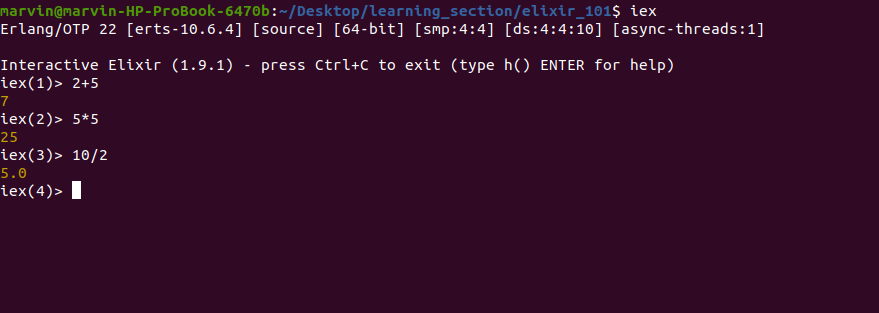 marvin@marvin-HP-ProBook-6470b:~/Desktop/learning_section/elixir_101$ iex
Erlang/OTP 22 [erts-10.6.4] [source] [64-bit] [smp:4:4] [ds:4:4:10] [async-threads:1]
Interactive Elixir (1.9.1) - press Ctrl+C to exit (type h() ENTER for help)
iex(1)> 2+5
7
iex(2)> 5*5
25
iex(3)> 10/2
5.0
iex(4)>